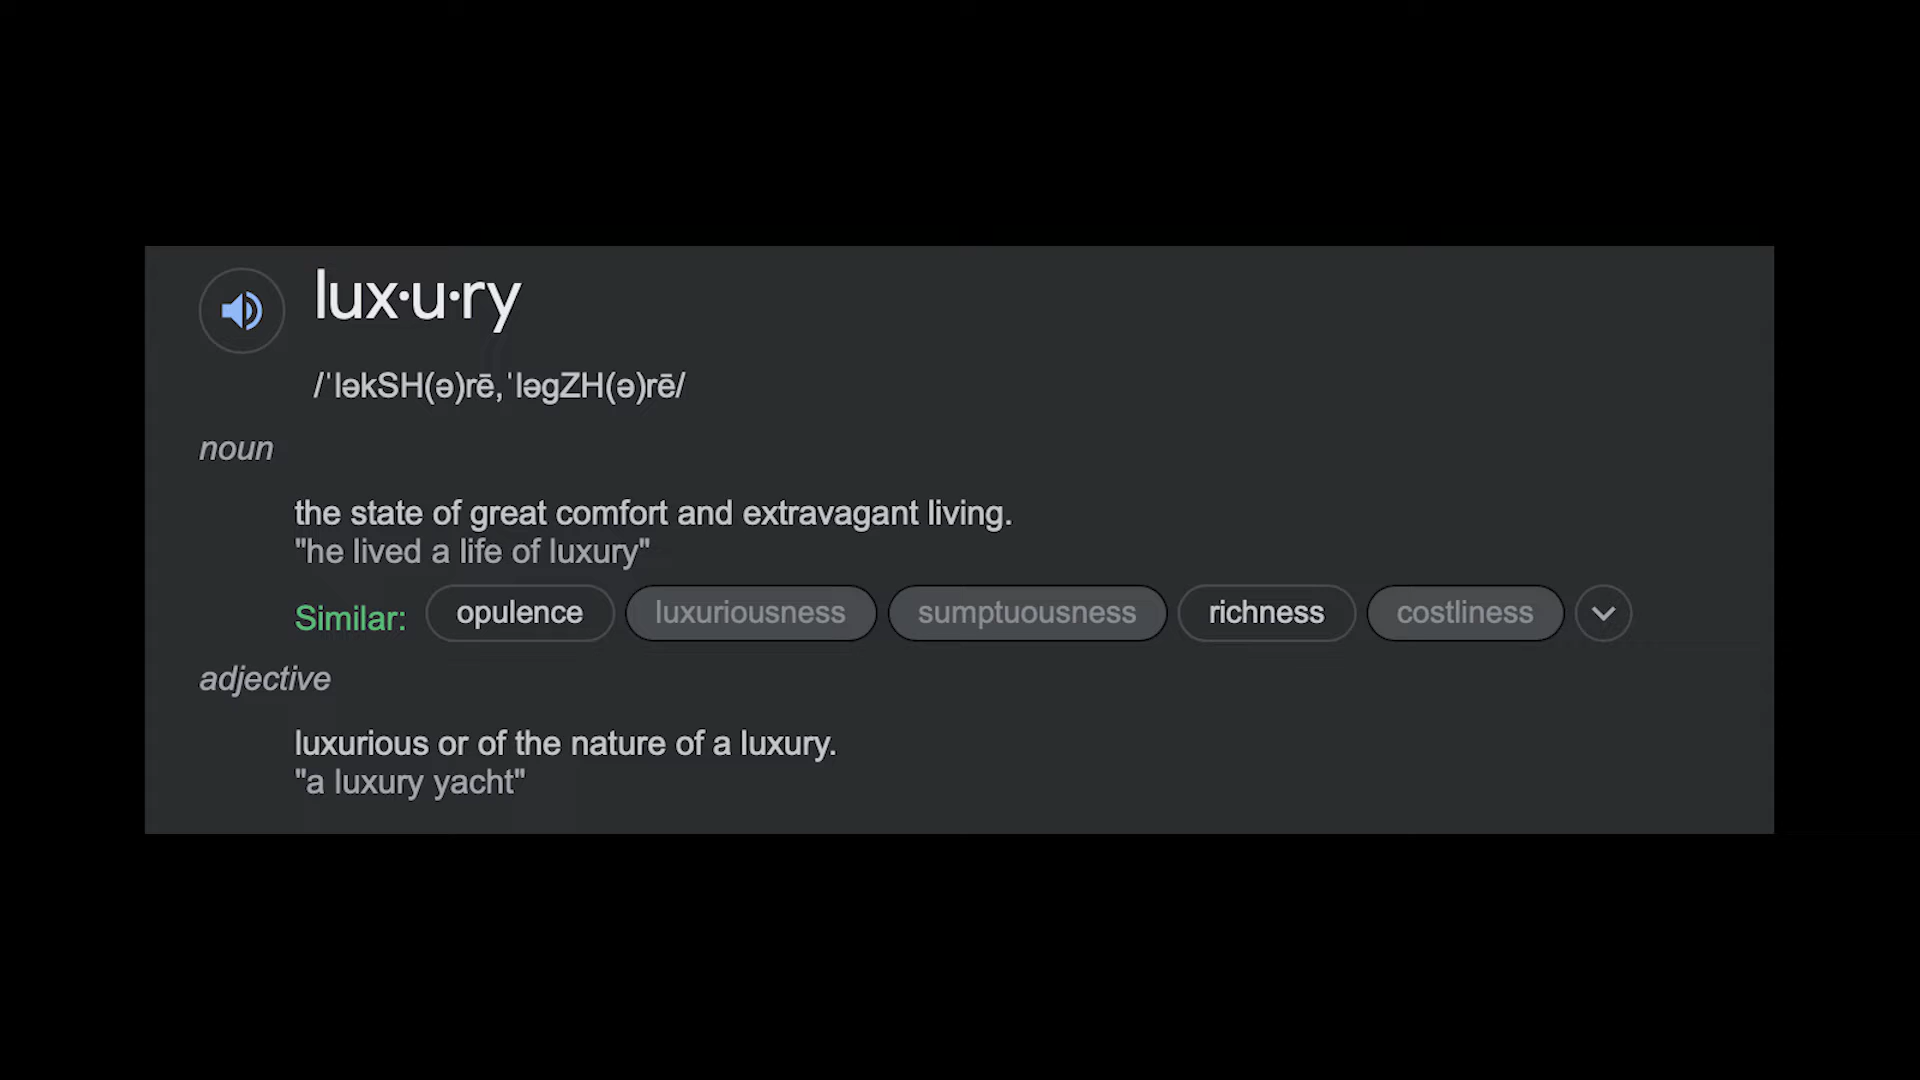 lux·u·ry
/ˈləkSH(ə)rē,ˈləgZH(ə)rē/
noun
the state of great comfort and extravagant living.
"he lived a life of luxury"
Similar: opulence luxuriousness sumptuousness richness costliness
adjective
luxurious or of the nature of a luxury.
"a luxury yacht"